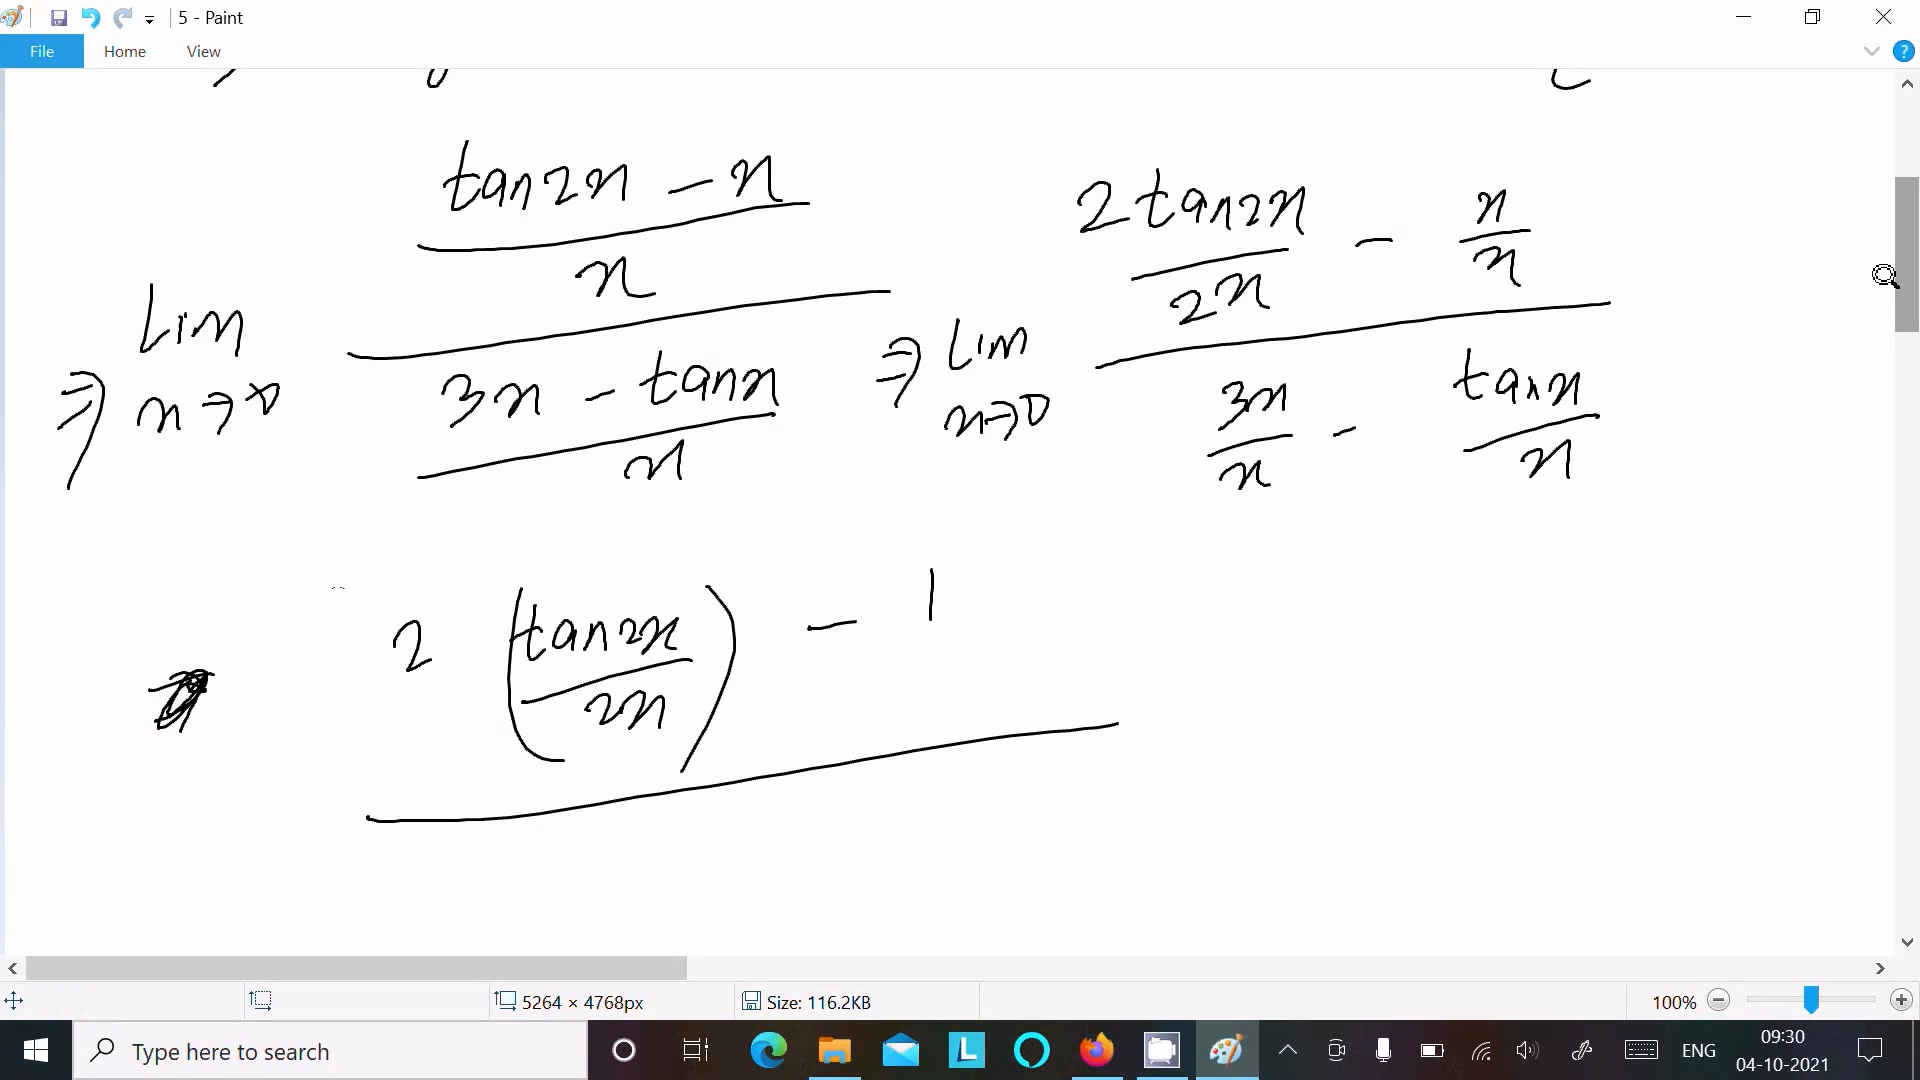 5 - Paint
File Home View
tan2x - x / x
2tan2x / 2x - x / x
⇒ Lim x→0
3x - tanx / x
⇒ Lim x→0
3x / x - tanx / x
2 (tan2x / 2x) - 1
5264 × 4768px Size: 116.2KB 100%
Type here to search
L
ENG
09:30
04-10-2021